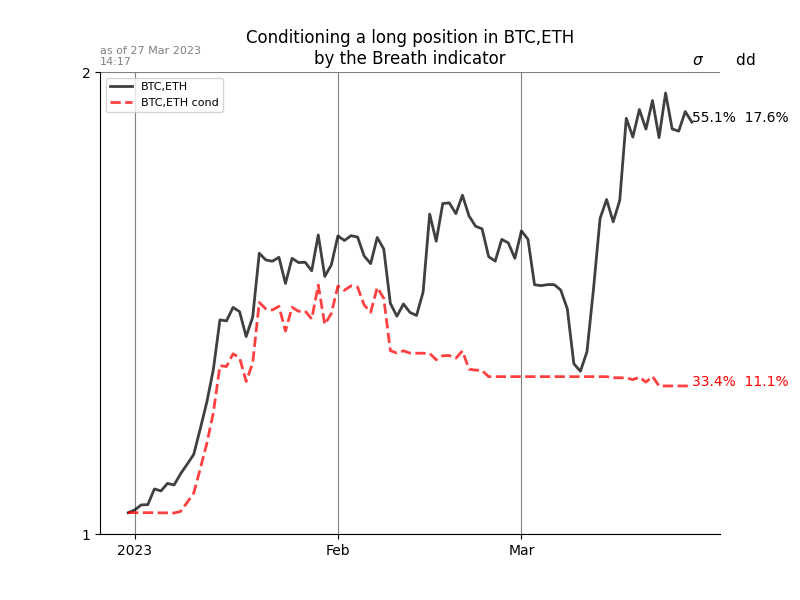 Conditioning a long position in BTC,ETH
by the Breath indicator
as of 27 Mar 2023
14:17
σ dd
2
BTC,ETH
BTC,ETH cond
55.1% 17.6%
33.4% 11.1%
1
2023 Feb Mar